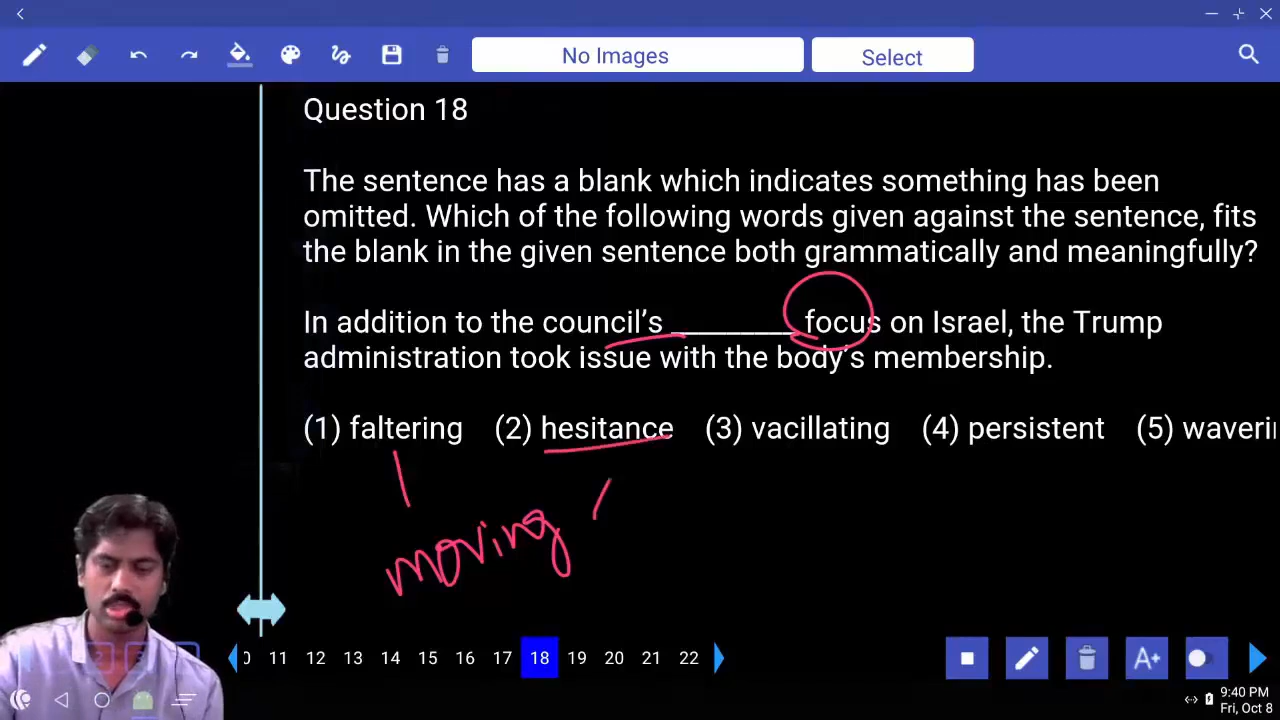 No Images
Select
Question 18
The sentence has a blank which indicates something has been
omitted. Which of the following words given against the sentence, fits
the blank in the given sentence both grammatically and meaningfully?
In addition to the council's __________ focus on Israel, the Trump
administration took issue with the body's membership.
(1) faltering (2) hesitance (3) vacillating (4) persistent (5) waveri
moving
0 11 12 13 14 15 16 17 18 19 20 21 22
A+
9:40 PM
Fri, Oct 8